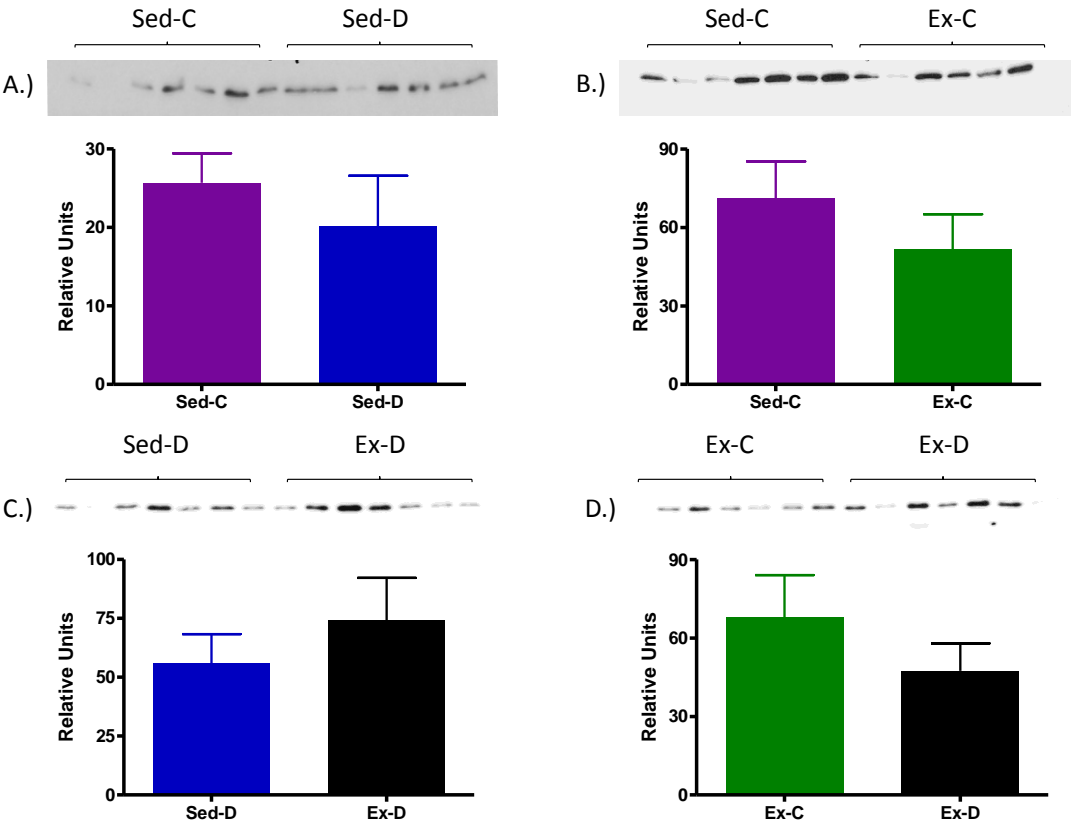 Sed-C Sed-D
A.)
30
20
10
0
Relative Units
Sed-C Sed-D
Sed-C Ex-C
B.)
90
60
30
0
Relative Units
Sed-C Ex-C
Sed-D Ex-D
C.)
100
75
50
25
0
Relative Units
Sed-D Ex-D
Ex-C Ex-D
D.)
90
60
30
0
Relative Units
Ex-C Ex-D